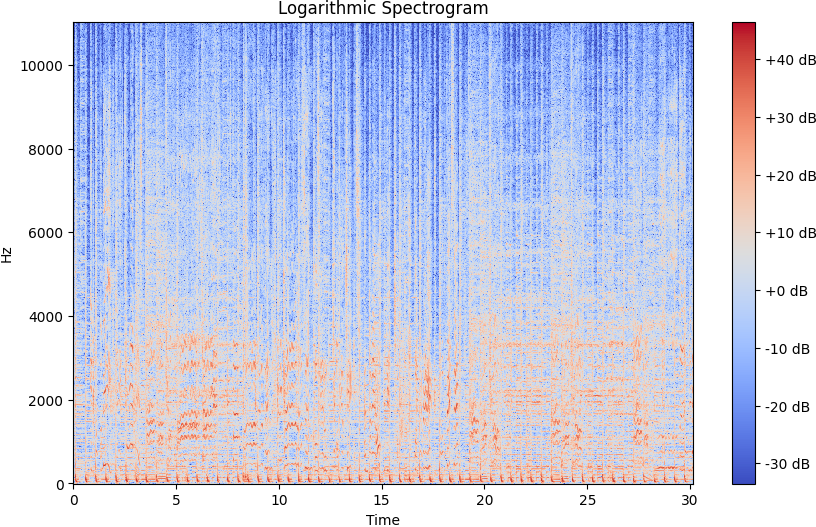 Logarithmic Spectrogram
10000
8000
6000
4000
2000
0
Hz
0 5 10 15 20 25 30
Time
+40 dB
+30 dB
+20 dB
+10 dB
+0 dB
-10 dB
-20 dB
-30 dB